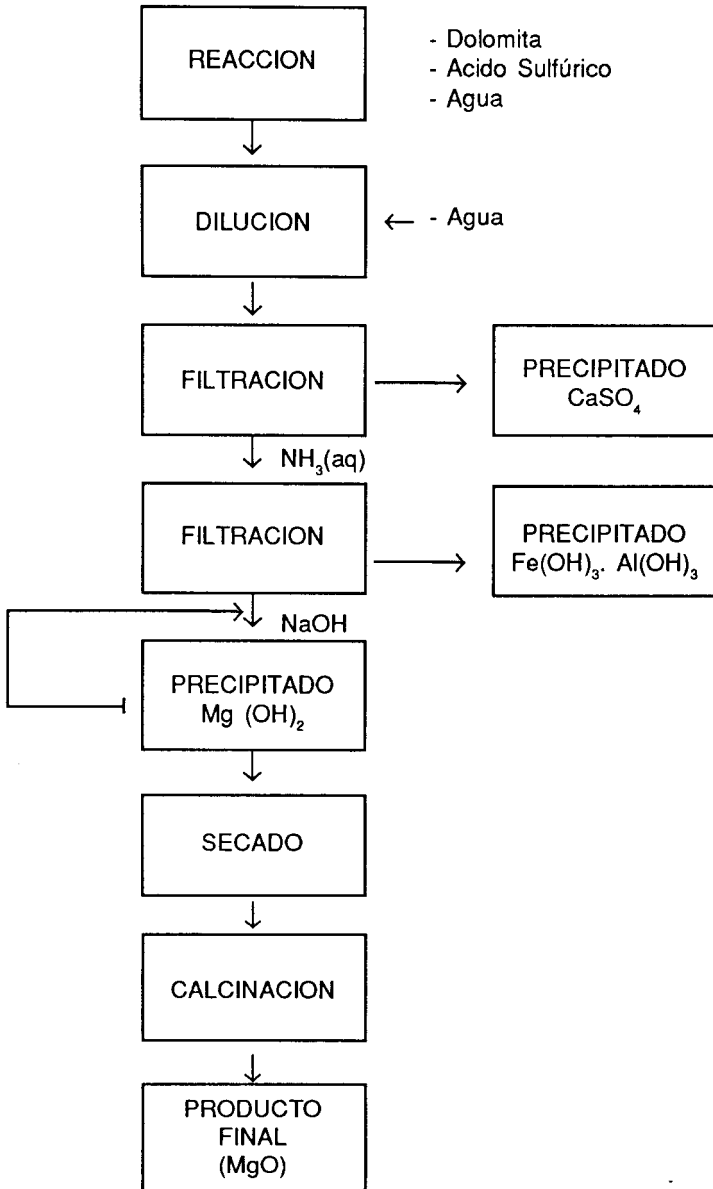 REACCION
- Dolomita
- Acido Sulfúrico
- Agua
DILUCION
- Agua
FILTRACION
PRECIPITADO
CaSO₄
NH₃(aq)
FILTRACION
PRECIPITADO
Fe(OH)₃. Al(OH)₃
NaOH
PRECIPITADO
Mg (OH)₂
SECADO
CALCINACION
PRODUCTO
FINAL
(MgO)